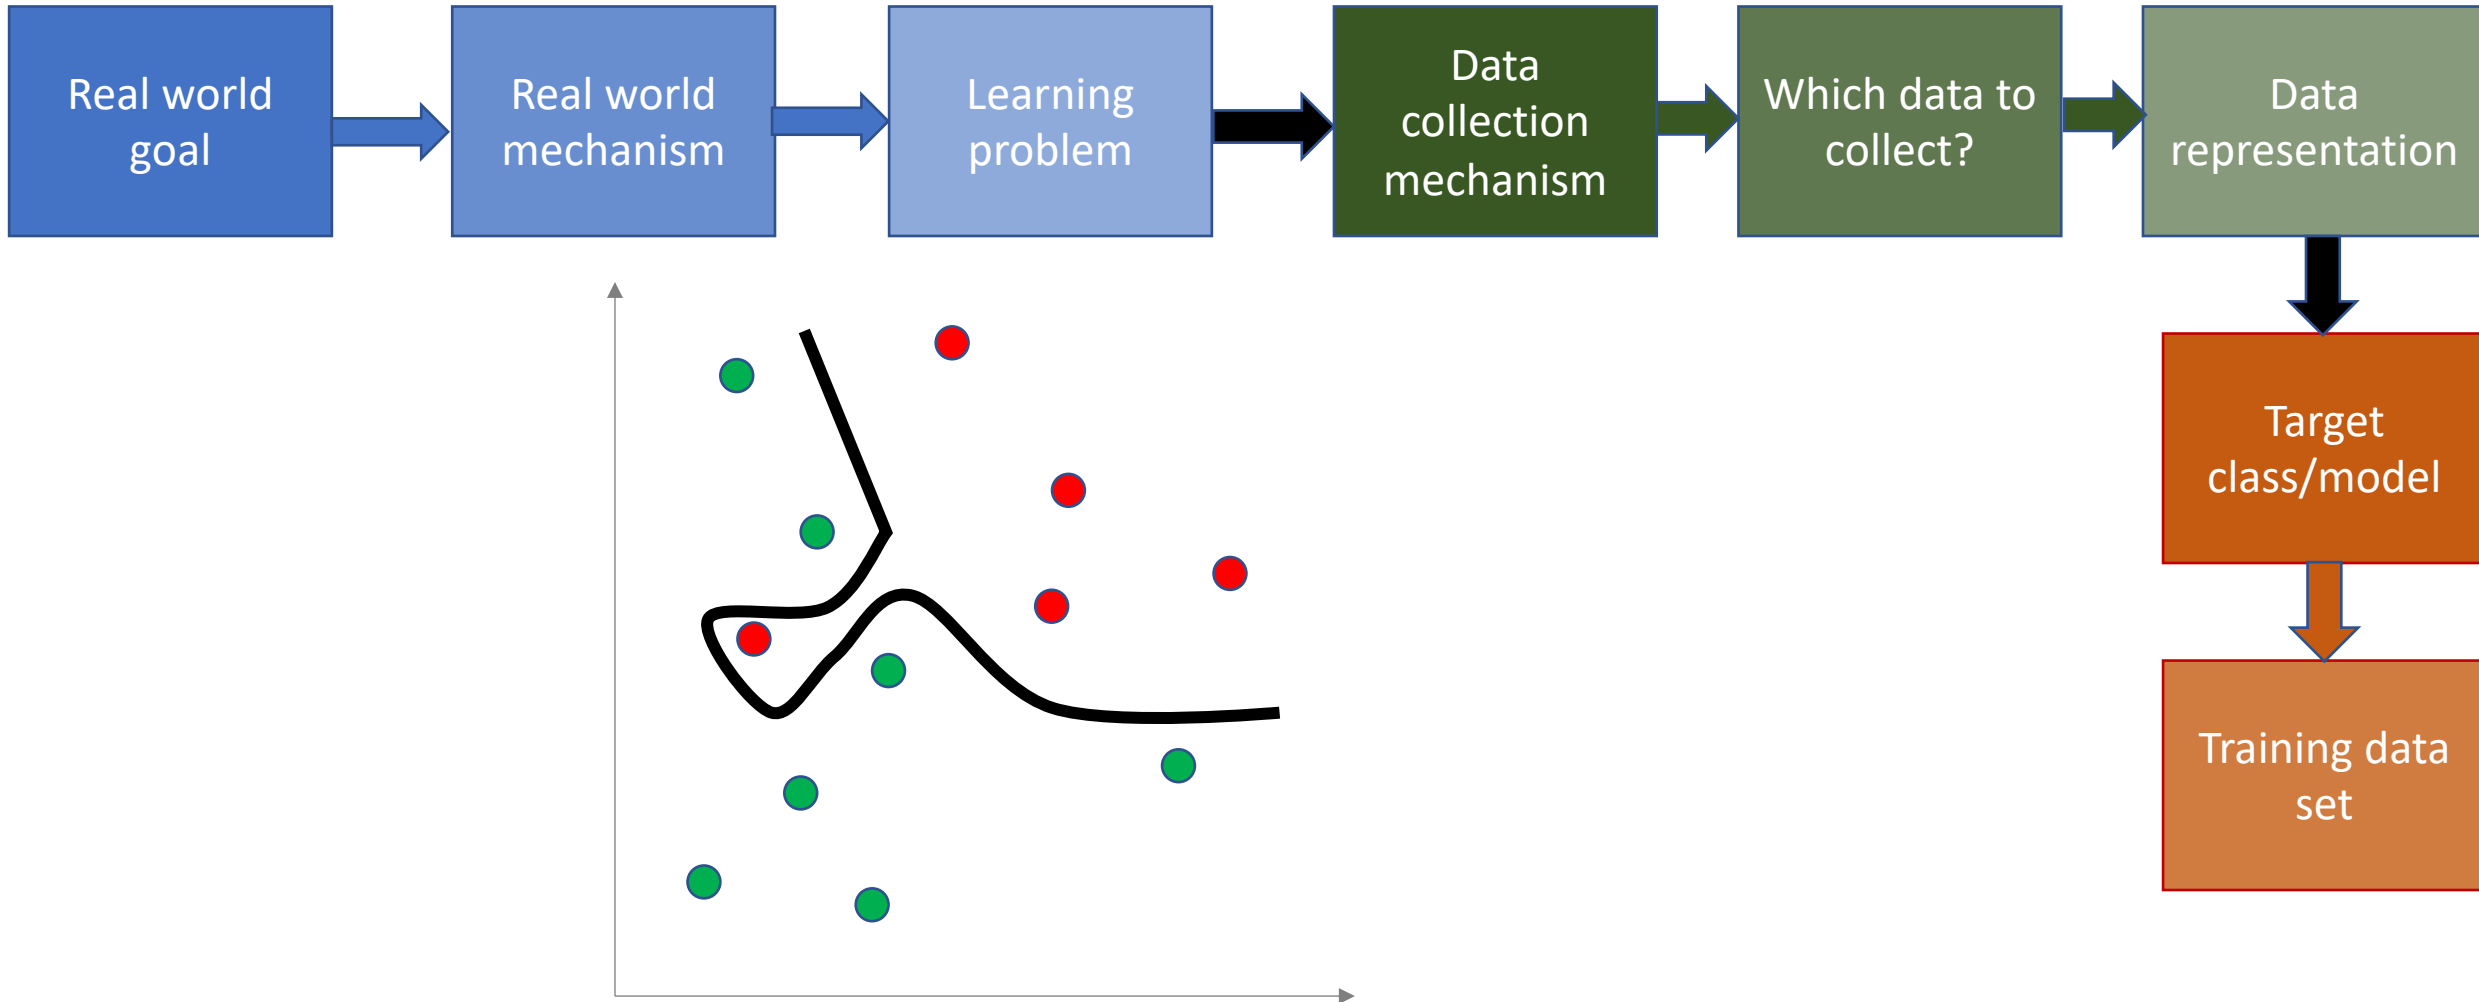 Real world
goal
Real world
mechanism
Learning
problem
Data
collection
mechanism
Which data to
collect?
Data
representation
Target
class/model
Training data
set